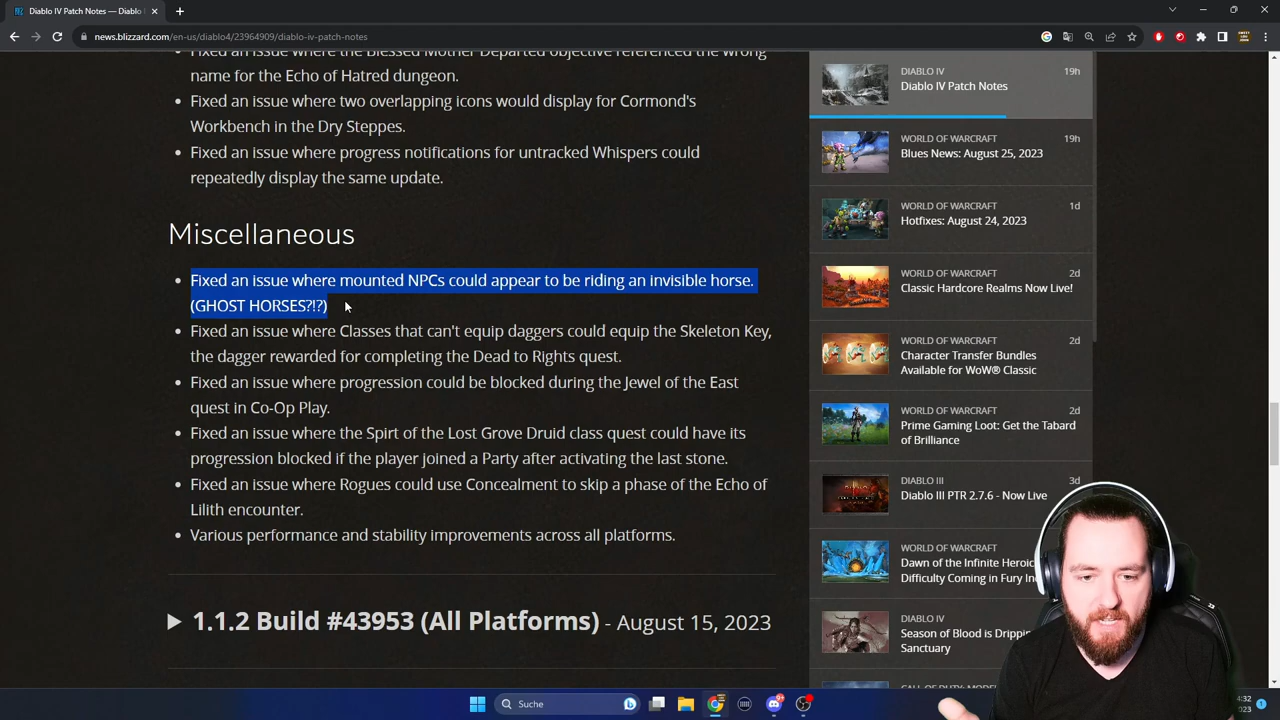 Diablo IV Patch Notes — Diablo
news.blizzard.com/en-us/diablo4/23964909/diablo-iv-patch-notes
Fixed an issue where the Blessed Mother Departed objective referenced the wrong
name for the Echo of Hatred dungeon.
Fixed an issue where two overlapping icons would display for Cormond's
Workbench in the Dry Steppes.
Fixed an issue where progress notifications for untracked Whispers could
repeatedly display the same update.
Miscellaneous
Fixed an issue where mounted NPCs could appear to be riding an invisible horse.
(GHOST HORSES?!?)
Fixed an issue where Classes that can't equip daggers could equip the Skeleton Key,
the dagger rewarded for completing the Dead to Rights quest.
Fixed an issue where progression could be blocked during the Jewel of the East
quest in Co-Op Play.
Fixed an issue where the Spirt of the Lost Grove Druid class quest could have its
progression blocked if the player joined a Party after activating the last stone.
Fixed an issue where Rogues could use Concealment to skip a phase of the Echo of
Lilith encounter.
Various performance and stability improvements across all platforms.
1.1.2 Build #43953 (All Platforms) - August 15, 2023
DIABLO IV 19h
Diablo IV Patch Notes
WORLD OF WARCRAFT 19h
Blues News: August 25, 2023
WORLD OF WARCRAFT 1d
Hotfixes: August 24, 2023
WORLD OF WARCRAFT 2d
Classic Hardcore Realms Now Live!
WORLD OF WARCRAFT 2d
Character Transfer Bundles
Available for WoW® Classic
WORLD OF WARCRAFT 2d
Prime Gaming Loot: Get the Tabard
of Brilliance
DIABLO III 3d
Diablo III PTR 2.7.6 - Now Live
WORLD OF WARCRAFT
Dawn of the Infinite Heroic
Difficulty Coming in Fury
DIABLO IV
Season of Blood is
Sanctuary
Suche